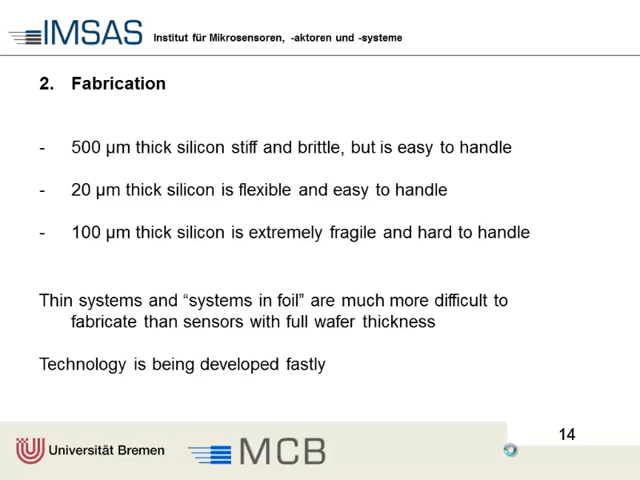 IMSAS Institut für Mikrosensoren, -aktoren und -systeme
2. Fabrication
- 500 µm thick silicon stiff and brittle, but is easy to handle
- 20 µm thick silicon is flexible and easy to handle
- 100 µm thick silicon is extremely fragile and hard to handle
Thin systems and “systems in foil” are much more difficult to
fabricate than sensors with full wafer thickness
Technology is being developed fastly
14
Universität Bremen MCB